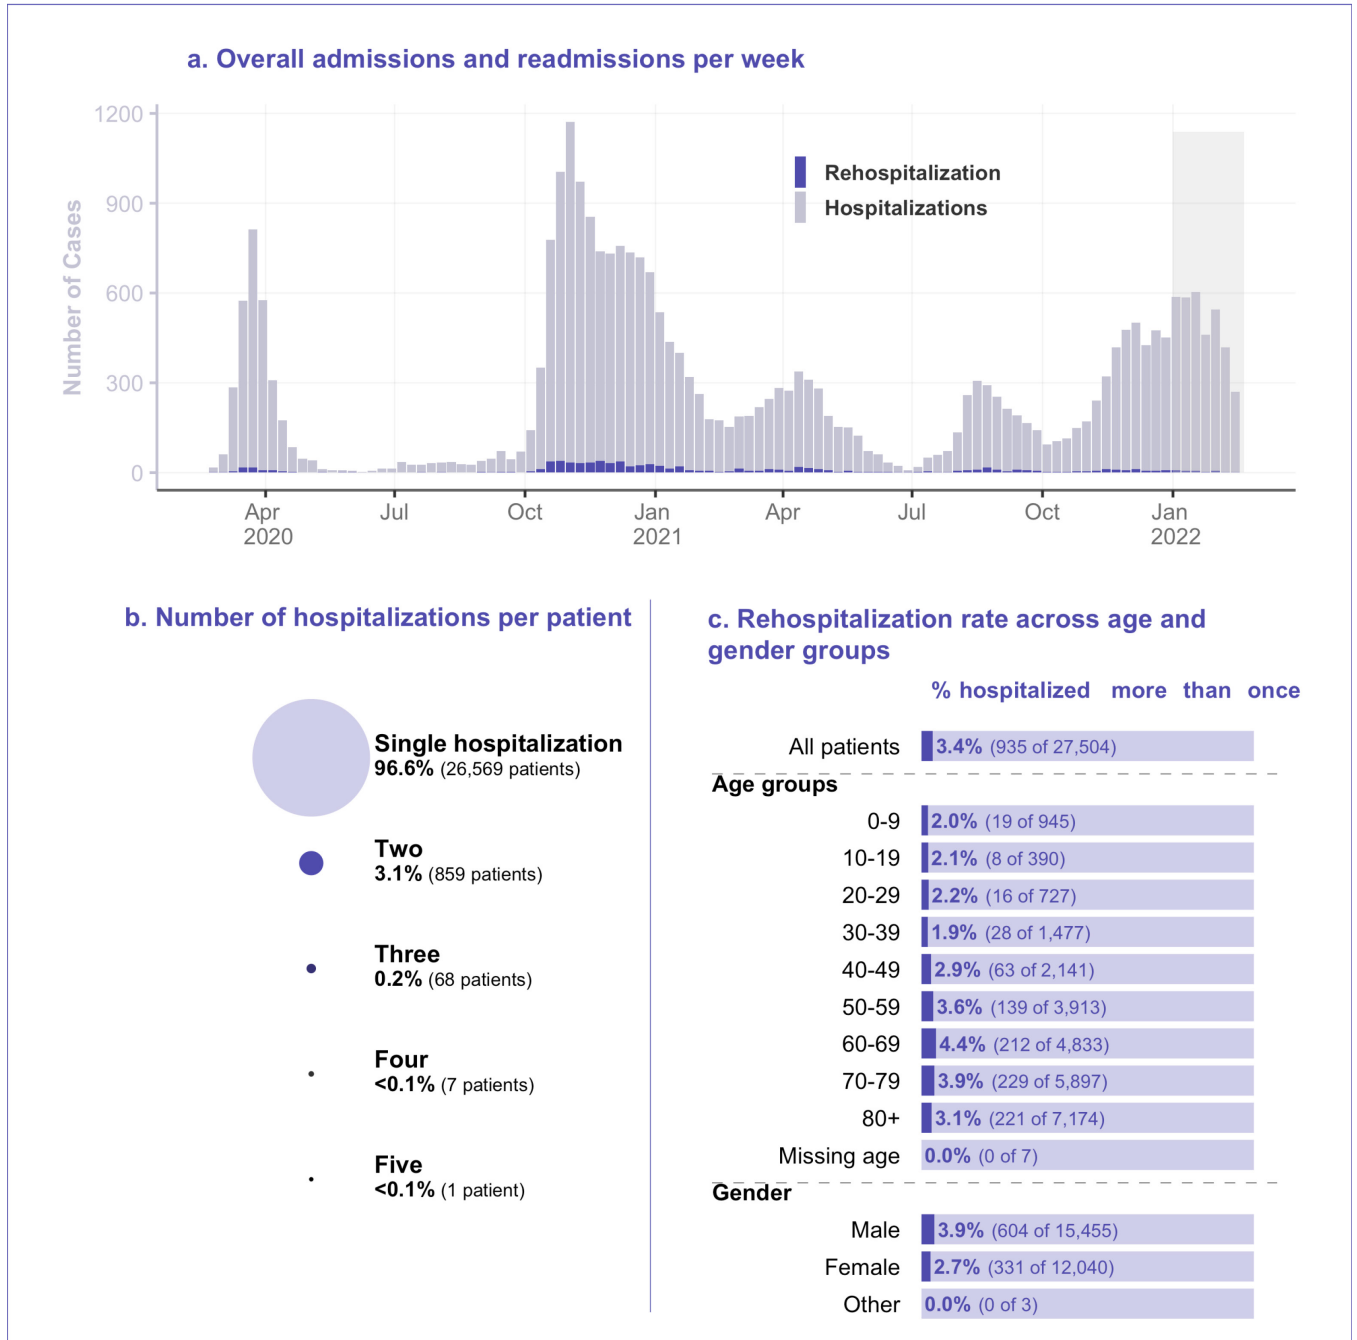 a. Overall admissions and readmissions per week
1200
900
600
300
0
Number of Cases
Rehospitalization
Hospitalizations
Apr
2020
Jul
Oct
Jan
2021
Apr
Jul
Oct
Jan
2022
b. Number of hospitalizations per patient
Single hospitalization
96.6% (26,569 patients)
Two
3.1% (859 patients)
Three
0.2% (68 patients)
Four
<0.1% (7 patients)
Five
<0.1% (1 patient)
c. Rehospitalization rate across age and
gender groups
% hospitalized more than once
All patients 3.4% (935 of 27,504)
Age groups
0-9 2.0% (19 of 945)
10-19 2.1% (8 of 390)
20-29 2.2% (16 of 727)
30-39 1.9% (28 of 1,477)
40-49 2.9% (63 of 2,141)
50-59 3.6% (139 of 3,913)
60-69 4.4% (212 of 4,833)
70-79 3.9% (229 of 5,897)
80+ 3.1% (221 of 7,174)
Missing age 0.0% (0 of 7)
Gender
Male 3.9% (604 of 15,455)
Female 2.7% (331 of 12,040)
Other 0.0% (0 of 3)